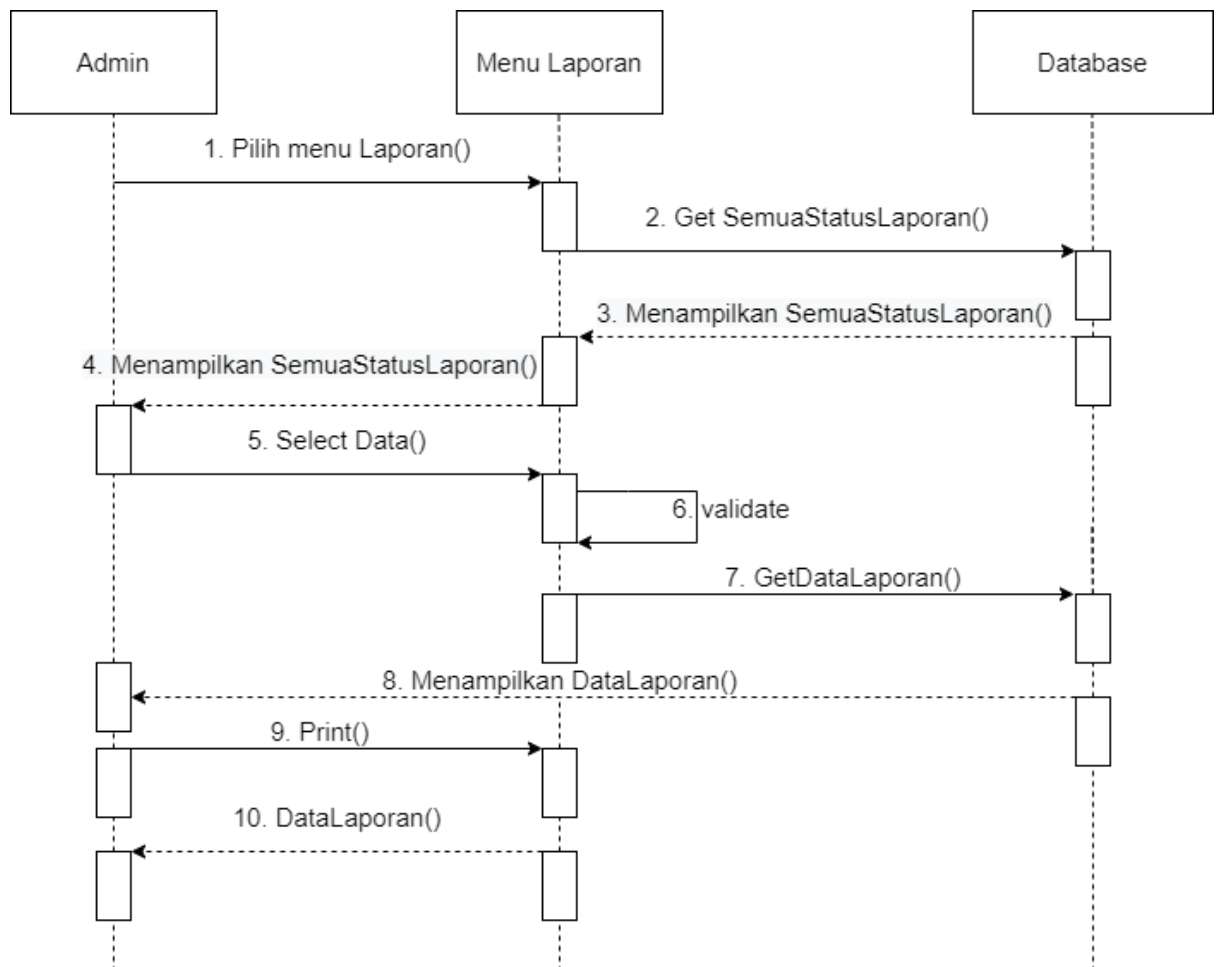 Admin
Menu Laporan
Database
1. Pilih menu Laporan()
2. Get SemuaStatusLaporan()
3. Menampilkan SemuaStatusLaporan()
4. Menampilkan SemuaStatusLaporan()
5. Select Data()
6. validate
7. GetDataLaporan()
8. Menampilkan DataLaporan()
9. Print()
10. DataLaporan()